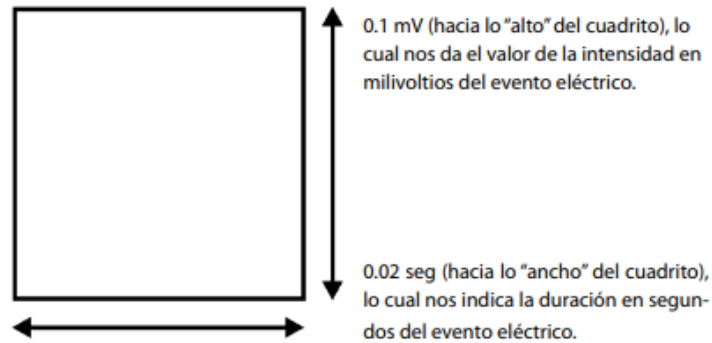 0.1 mV (hacia lo “alto” del cuadrito), lo
cual nos da el valor de la intensidad en
milivoltios del evento eléctrico.
0.02 seg (hacia lo “ancho” del cuadrito),
lo cual nos indica la duración en segun-
dos del evento eléctrico.